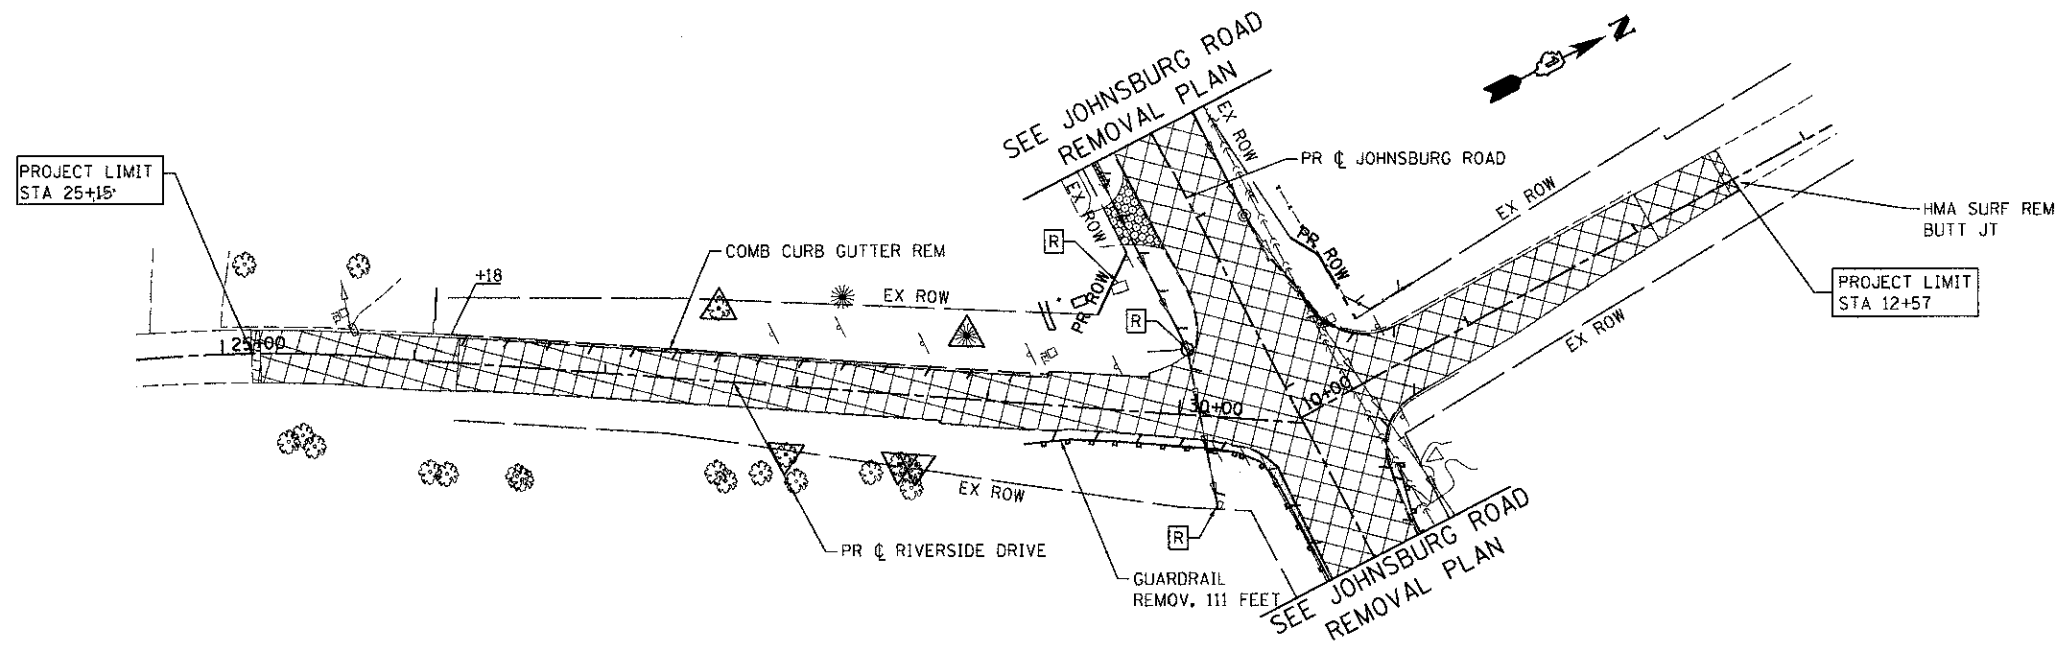 SEE JOHNSBURG ROAD
REMOVAL PLAN
N
PROJECT LIMIT
STA 25+15
EX ROW
EX ROW
PR ℄ JOHNSBURG ROAD
EX ROW
HMA SURF REM
BUTT JT
PROJECT LIMIT
STA 12+57
COMB CURB GUTTER REM
+18
EX ROW
R
PR ROW
PR ROW
R
EX ROW
25+00
30+00
10+00
EX ROW
R
PR ℄ RIVERSIDE DRIVE
GUARDRAIL
REMOV. 111 FEET
SEE JOHNSBURG ROAD
REMOVAL PLAN